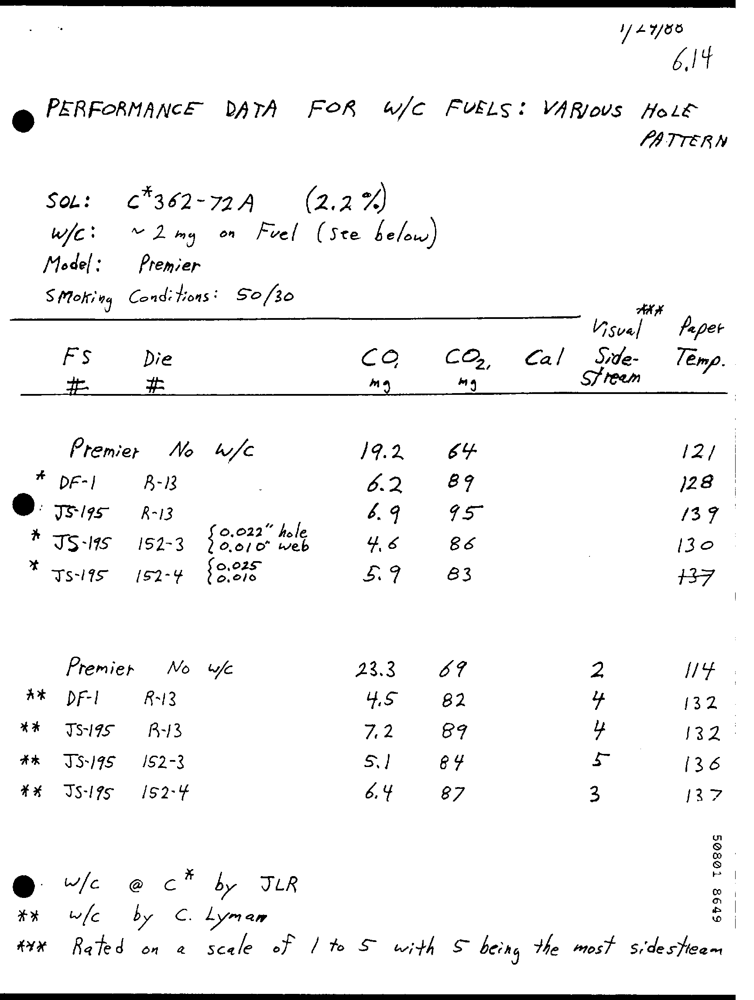 1/27/88
6.14
PERFORMANCE DATA FOR W/C FUELS: VARIOUS HOLE
PATTERN
SOL: C*362-72A (2.2%)
W/C: ~ 2 mg on Fuel (see below)
Model: Premier
Smoking Conditions: 50/30
***
Visual Paper
FS Die CO, CO2, Cal Side- Temp.
# # mg mg stream
Premier No w/c 19.2 64 121
* DF-1 R-13 6.2 89 128
JS-195 R-13 6.9 95 139
* JS-195 152-3 {0.022" hole 0.010" web 4.6 86 130
* JS-195 152-4 {0.025 0.010 5.9 83 137
Premier No w/c 23.3 69 2 114
** DF-1 R-13 4.5 82 4 132
** JS-195 R-13 7.2 89 4 132
** JS-195 152-3 5.1 84 5 136
** JS-195 152-4 6.4 87 3 137
w/c @ C* by JLR
** w/c by C. Lyman
*** Rated on a scale of 1 to 5 with 5 being the most sidestream
50801 8649